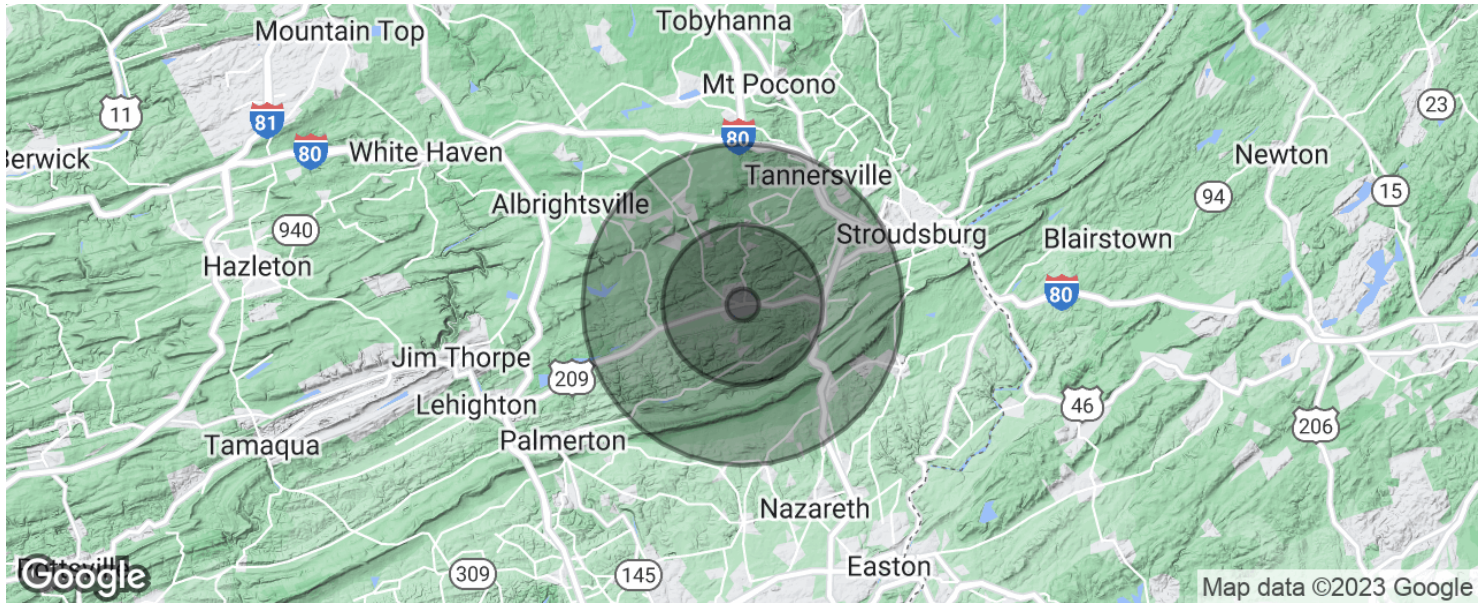 Tobyhanna
Mountain Top
Mt Pocono
11
81
23
80
80
Berwick
White Haven
Newton
Tannersville
94
15
Albrightsville
940
Stroudsburg
Blairstown
Hazleton
80
Jim Thorpe
209
Lehighton
46
206
Tamaqua
Palmerton
Nazareth
Easton
309
145
Google
Map data ©2023 Google